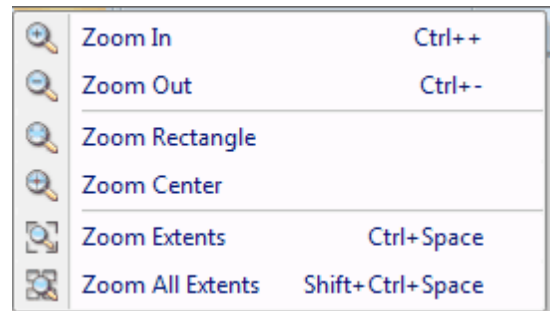 Zoom In Ctrl++
Zoom Out Ctrl+-
Zoom Rectangle
Zoom Center
Zoom Extents Ctrl+Space
Zoom All Extents Shift+Ctrl+Space